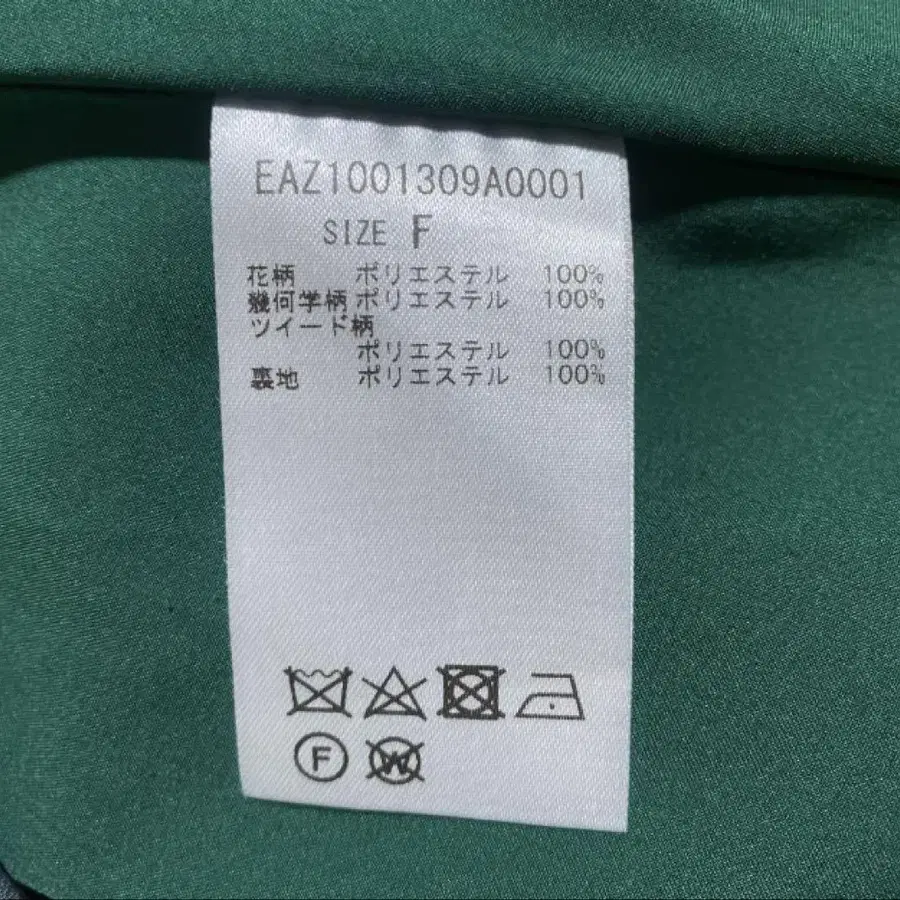 EAZ1001309A0001
SIZE F
花柄 ポリエステル 100%
幾何学柄 ポリエステル 100%
ツイード柄
ポリエステル 100%
裏地 ポリエステル 100%
F
W